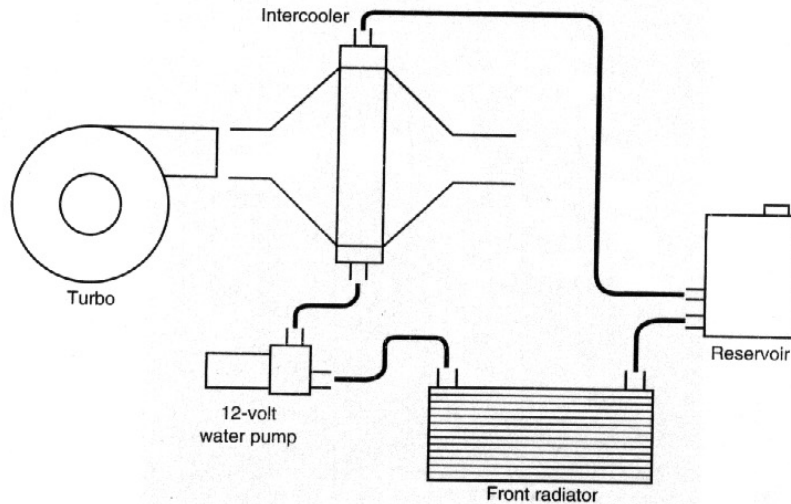 Intercooler
Turbo
Reservoir
12-volt
water pump
Front radiator